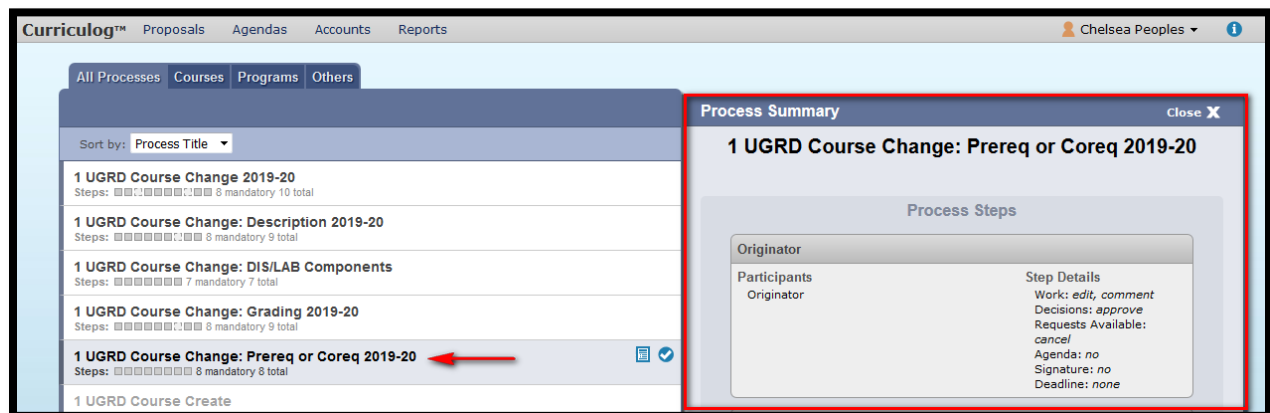 Curriculog™ Proposals Agendas Accounts Reports Chelsea Peoples
All Processes Courses Programs Others
Sort by: Process Title
1 UGRD Course Change 2019-20
Steps: 8 mandatory 10 total
1 UGRD Course Change: Description 2019-20
Steps: 8 mandatory 9 total
1 UGRD Course Change: DIS/LAB Components
Steps: 7 mandatory 7 total
1 UGRD Course Change: Grading 2019-20
Steps: 8 mandatory 9 total
1 UGRD Course Change: Prereq or Coreq 2019-20
Steps: 8 mandatory 8 total
1 UGRD Course Create
Process Summary Close X
1 UGRD Course Change: Prereq or Coreq 2019-20
Process Steps
Originator
Participants
Originator
Step Details
Work: edit, comment
Decisions: approve
Requests Available:
cancel
Agenda: no
Signature: no
Deadline: none